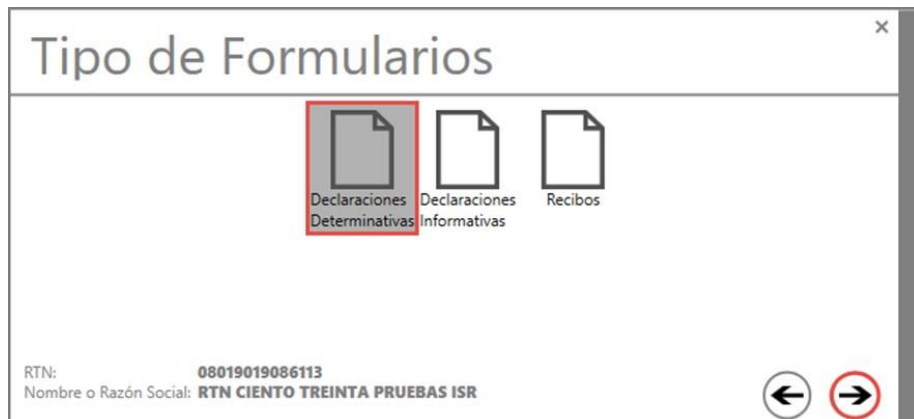 Tipo de Formularios
Declaraciones Declaraciones Recibos
Determinativas Informativas
RTN: 08019019086113
Nombre o Razón Social: RTN CIENTO TREINTA PRUEBAS ISR